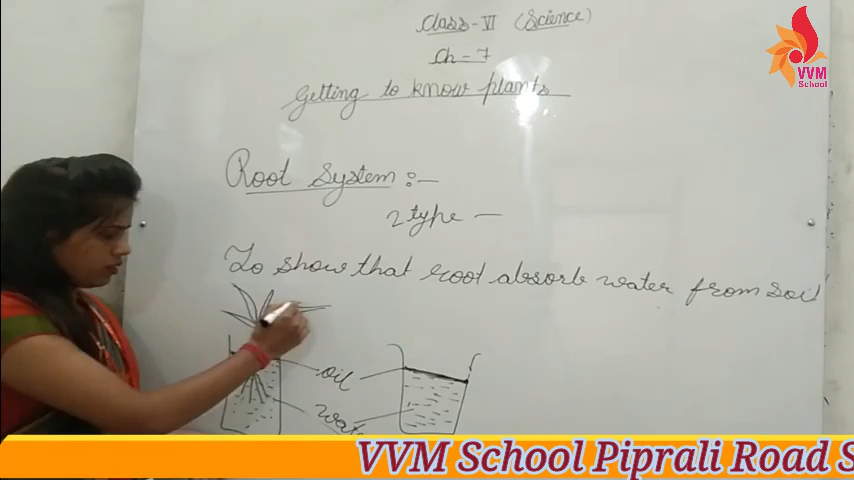 Class-VI (Science)
Ch-7
Getting to know plants
Root System:-
2 type -
To show that root absorb water from soil
oil
water
VVM
School
VVM School Piprali Road S